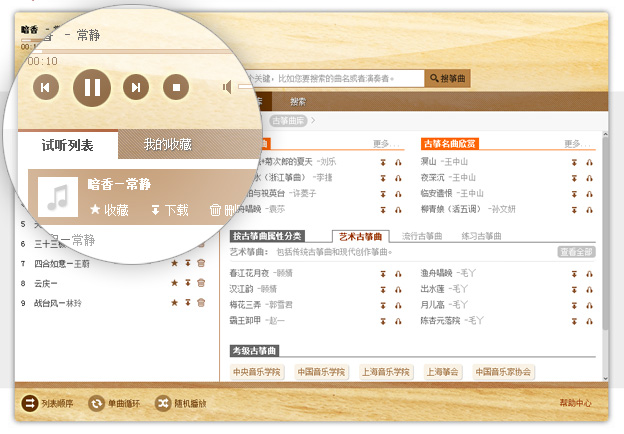 暗香 - 常静
00:10
试听列表 我的收藏
暗香－常静
收藏 下载
常静
6 三十三板
7 四合如意－王蔚
8 云庆－
9 战台风－林玲
个关键，比如您要搜索的曲名或者演奏者。 搜筝曲
搜索
古筝曲库
更多...
菊次郎的夏天 -刘乐
水（浙江筝曲） -李捷
柏与祝英台 -许菱子
舟唱晚 -袁莎
古筝名曲欣赏 更多...
溟山 -王中山
夜深沉 -王中山
临安遗恨 -王中山
柳青娘（活五调） -孙文妍
按古筝曲属性分类 艺术古筝曲 流行古筝曲 练习古筝曲
艺术筝曲： 包括传统古筝曲和现代创作筝曲。 查看全部
春江花月夜 -顾倩
汉江韵 -顾倩
梅花三弄 -郭雪君
霸王卸甲 -赵一
渔舟唱晚 -毛丫
出水莲 -毛丫
月儿高 -毛丫
陈杏元落院 -毛丫
考级古筝曲
中央音乐学院 中国音乐学院 上海音乐学院 上海筝会 中国音乐家协会
列表顺序 单曲循环 随机播放 帮助中心